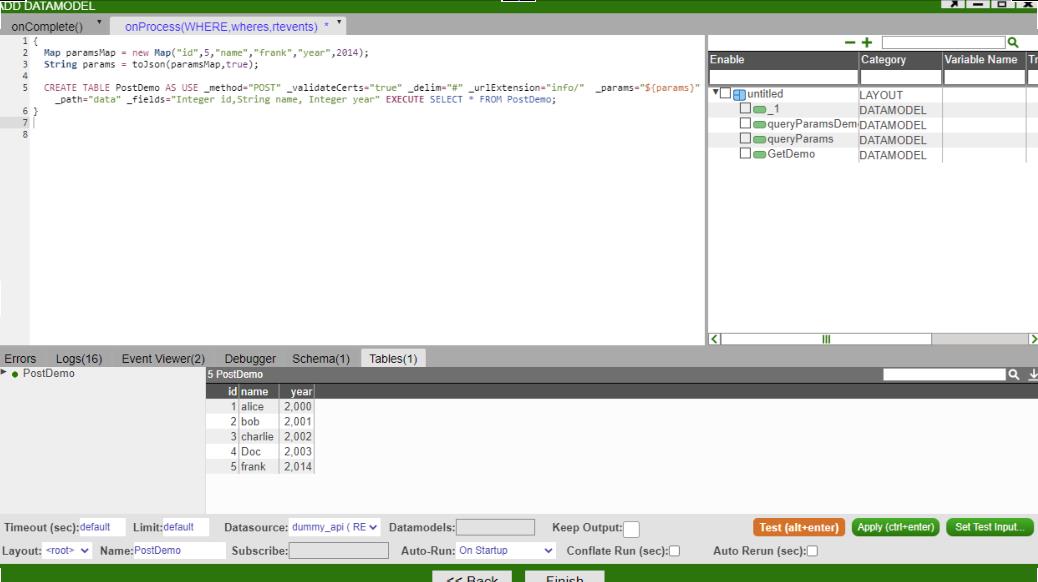 ADD DATAMODEL
onComplete() onProcess(WHERE,wheres,rtevents) *
1 {
2 Map paramsMap = new Map("id",5,"name","frank","year",2014);
3 String params = toJson(paramsMap,true);
4
5 CREATE TABLE PostDemo AS USE _method="POST" _validateCerts="true" _delim="#" _urlExtension="info/" _params="${params}"
_path="data" _fields="Integer id,String name, Integer year" EXECUTE SELECT * FROM PostDemo;
6 }
7
8
Enable Category Variable Name
untitled LAYOUT
_1 DATAMODEL
queryParamsDem DATAMODEL
queryParams DATAMODEL
GetDemo DATAMODEL
Errors Logs(16) Event Viewer(2) Debugger Schema(1) Tables(1)
PostDemo
5 PostDemo
id name year
1 alice 2,000
2 bob 2,001
3 charlie 2,002
4 Doc 2,003
5 frank 2,014
Timeout (sec): default Limit: default Datasource: dummy_api ( RE Datamodels: Keep Output: Test (alt+enter) Apply (ctrl+enter) Set Test Input...
Layout: <root> Name: PostDemo Subscribe: Auto-Run: On Startup Conflate Run (sec): Auto Rerun (sec):
<< Back Finish